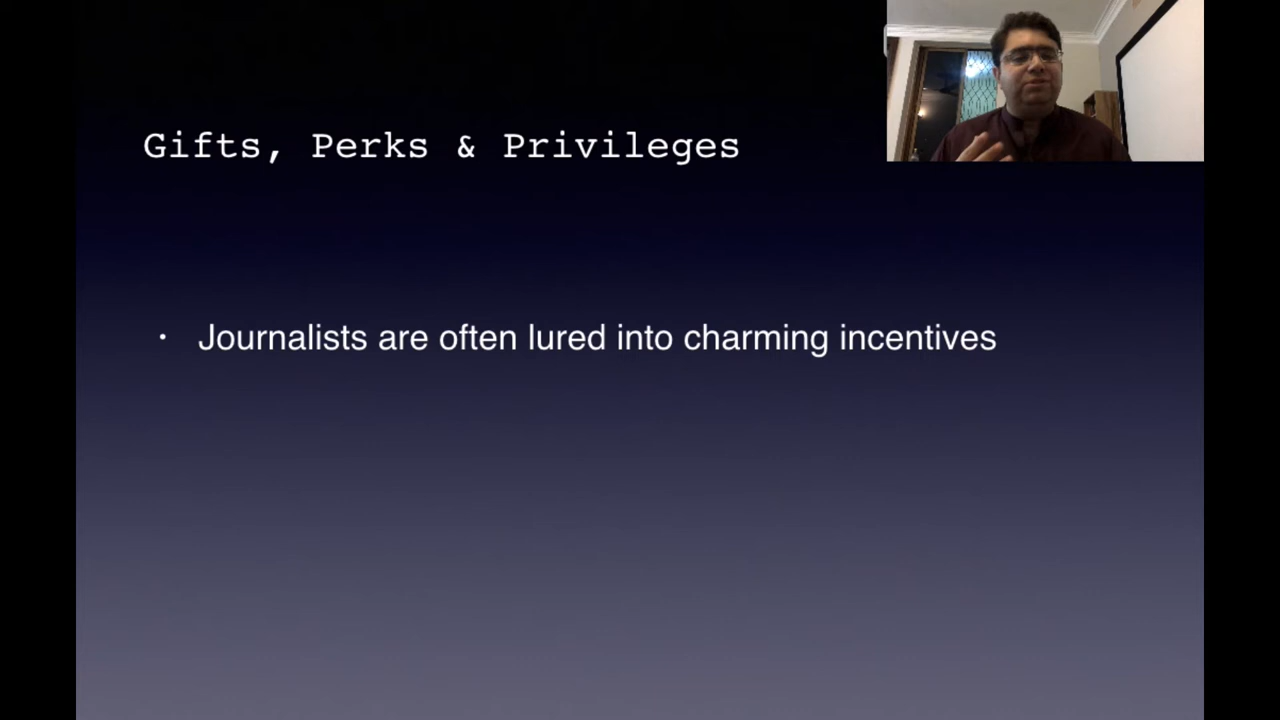 Gifts, Perks & Privileges
• Journalists are often lured into charming incentives